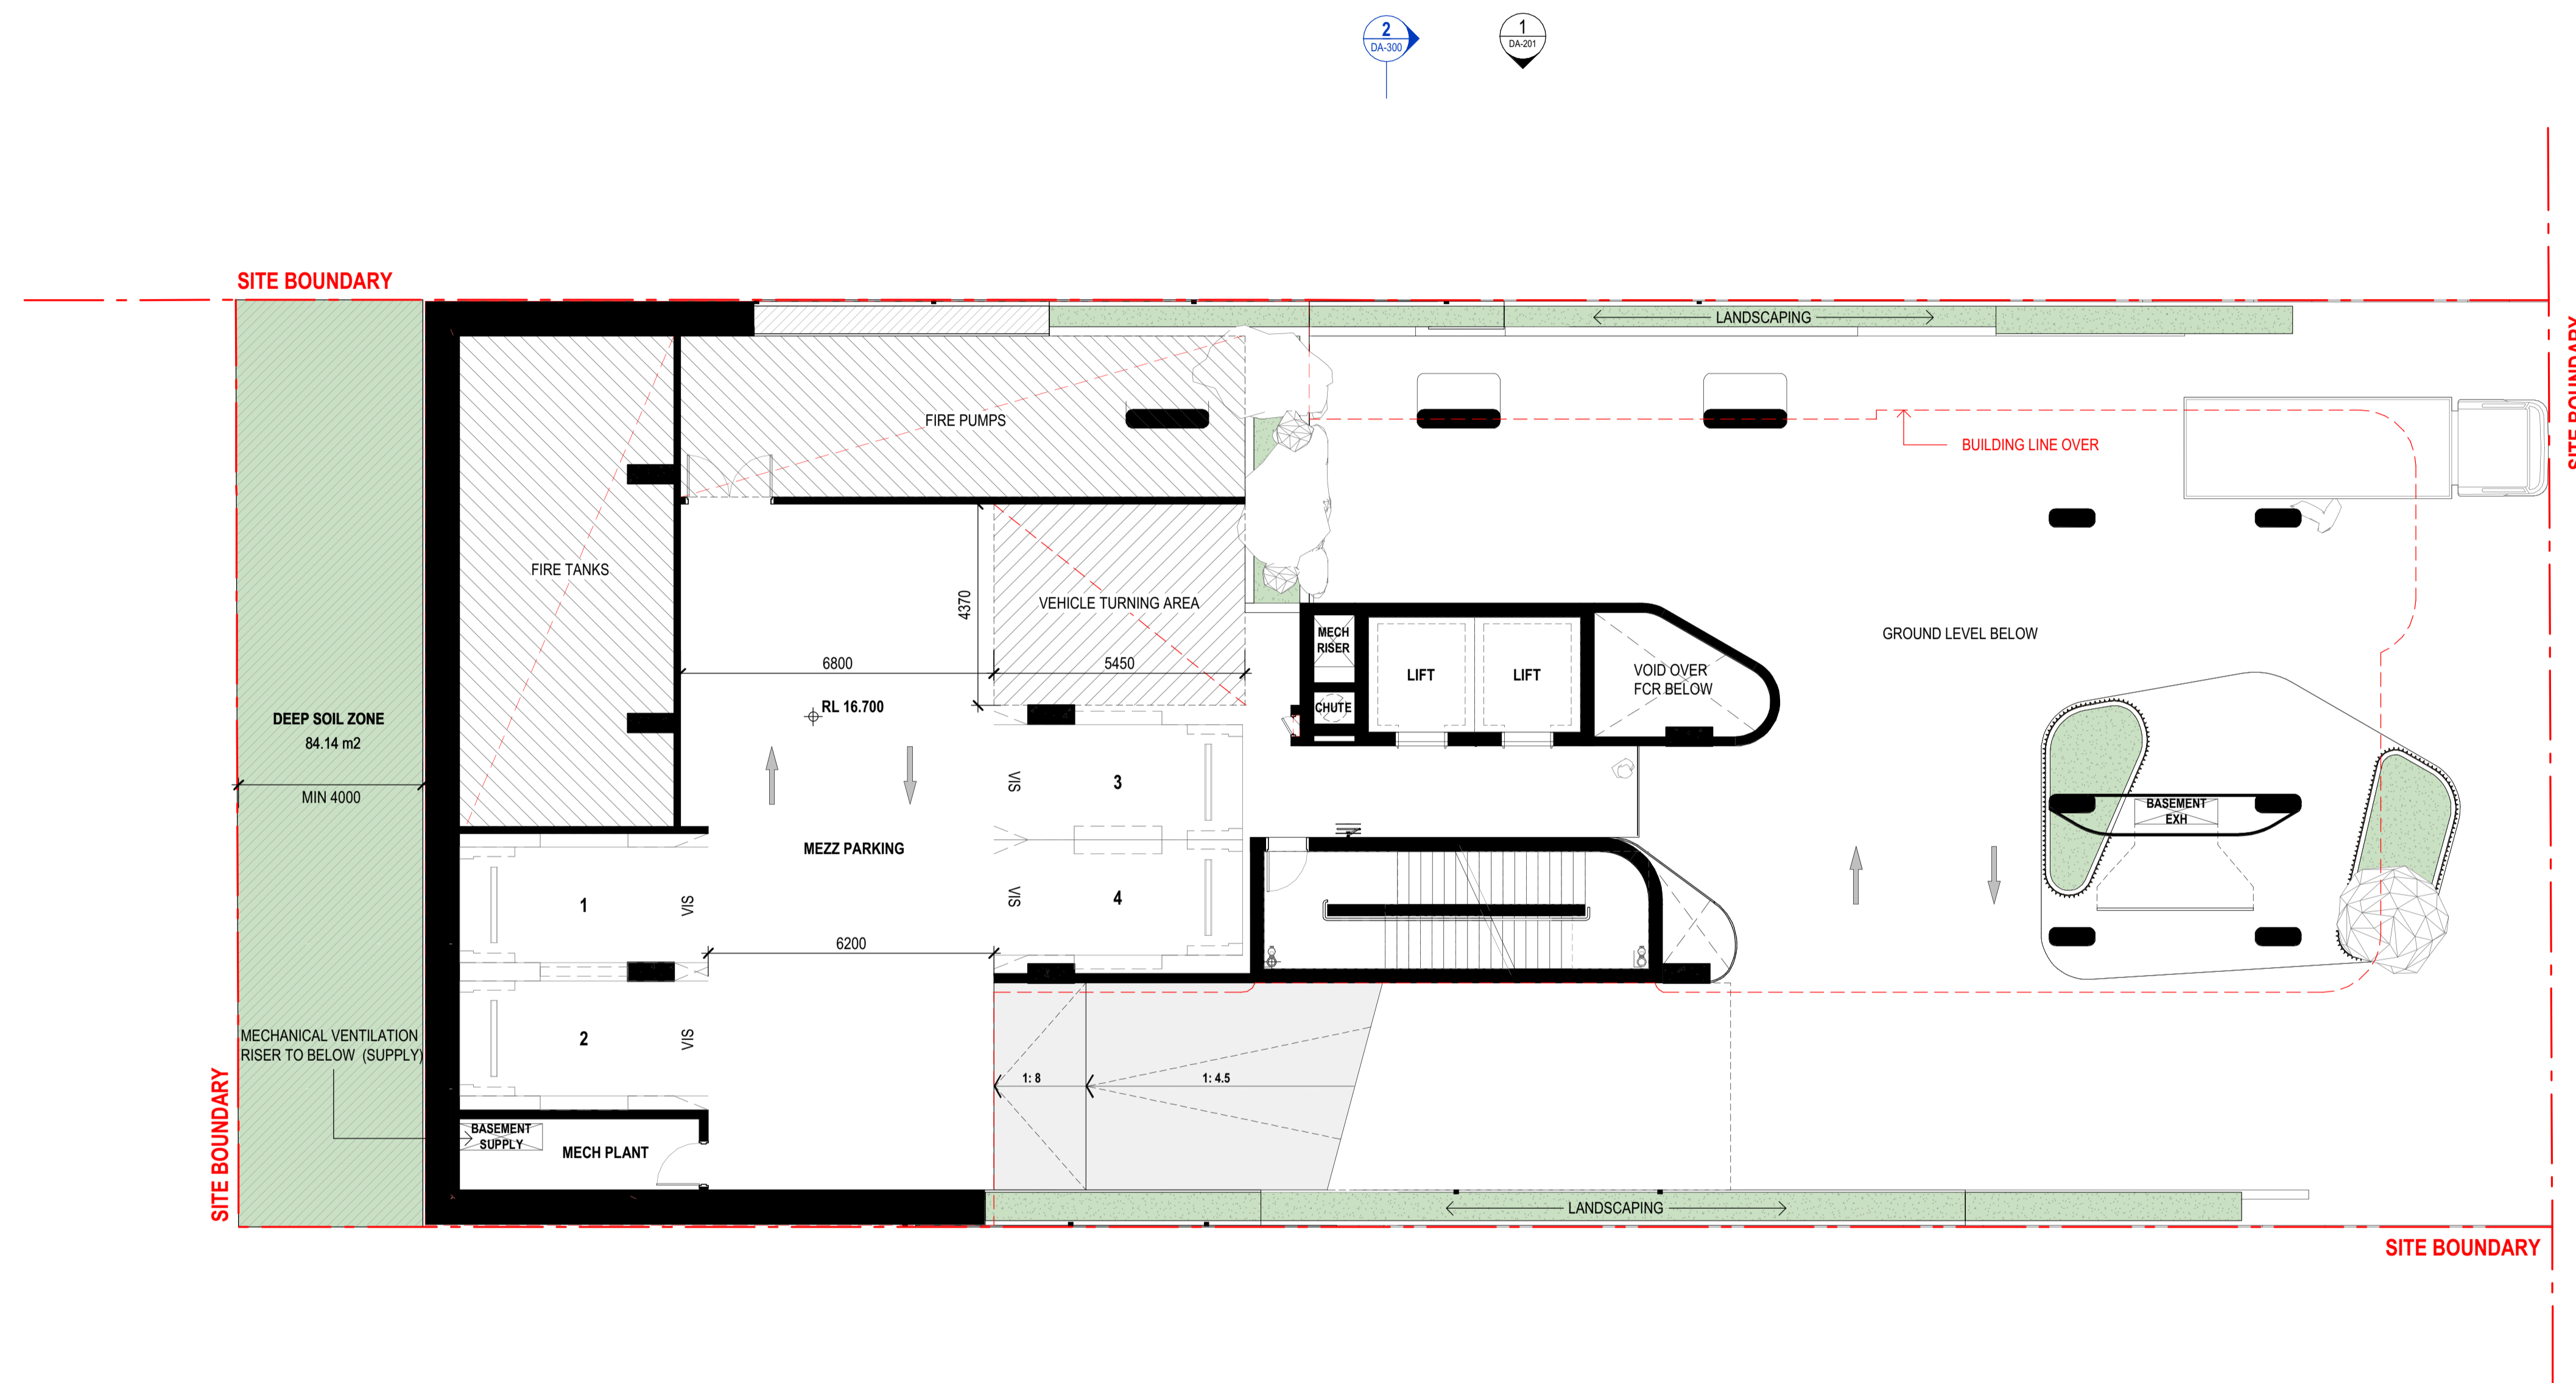 2
DA-300
1
DA-201
SITE BOUNDARY
LANDSCAPING
SITE BOUNDARY
FIRE PUMPS
BUILDING LINE OVER
FIRE TANKS
4370
VEHICLE TURNING AREA
MECH
RISER
GROUND LEVEL BELOW
6800
5450
LIFT
LIFT
VOID OVER
FCR BELOW
RL 16.700
CHUTE
DEEP SOIL ZONE
84.14 m2
MIN 4000
VIS
3
BASEMENT
EXH
MEZZ PARKING
1
VIS
VIS
4
6200
MECHANICAL VENTILATION
RISER TO BELOW (SUPPLY)
2
VIS
1: 8
1: 4.5
SITE BOUNDARY
BASEMENT
SUPPLY
MECH PLANT
LANDSCAPING
SITE BOUNDARY